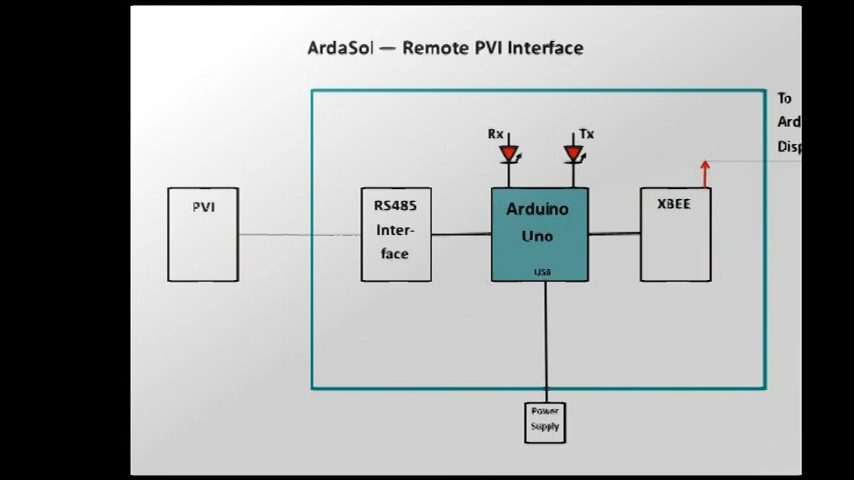 ArdaSol — Remote PVI Interface
To
Ard
Disp
Rx
Tx
PVI
RS485
Inter-
face
Arduino
Uno
USB
XBEE
Power
Supply